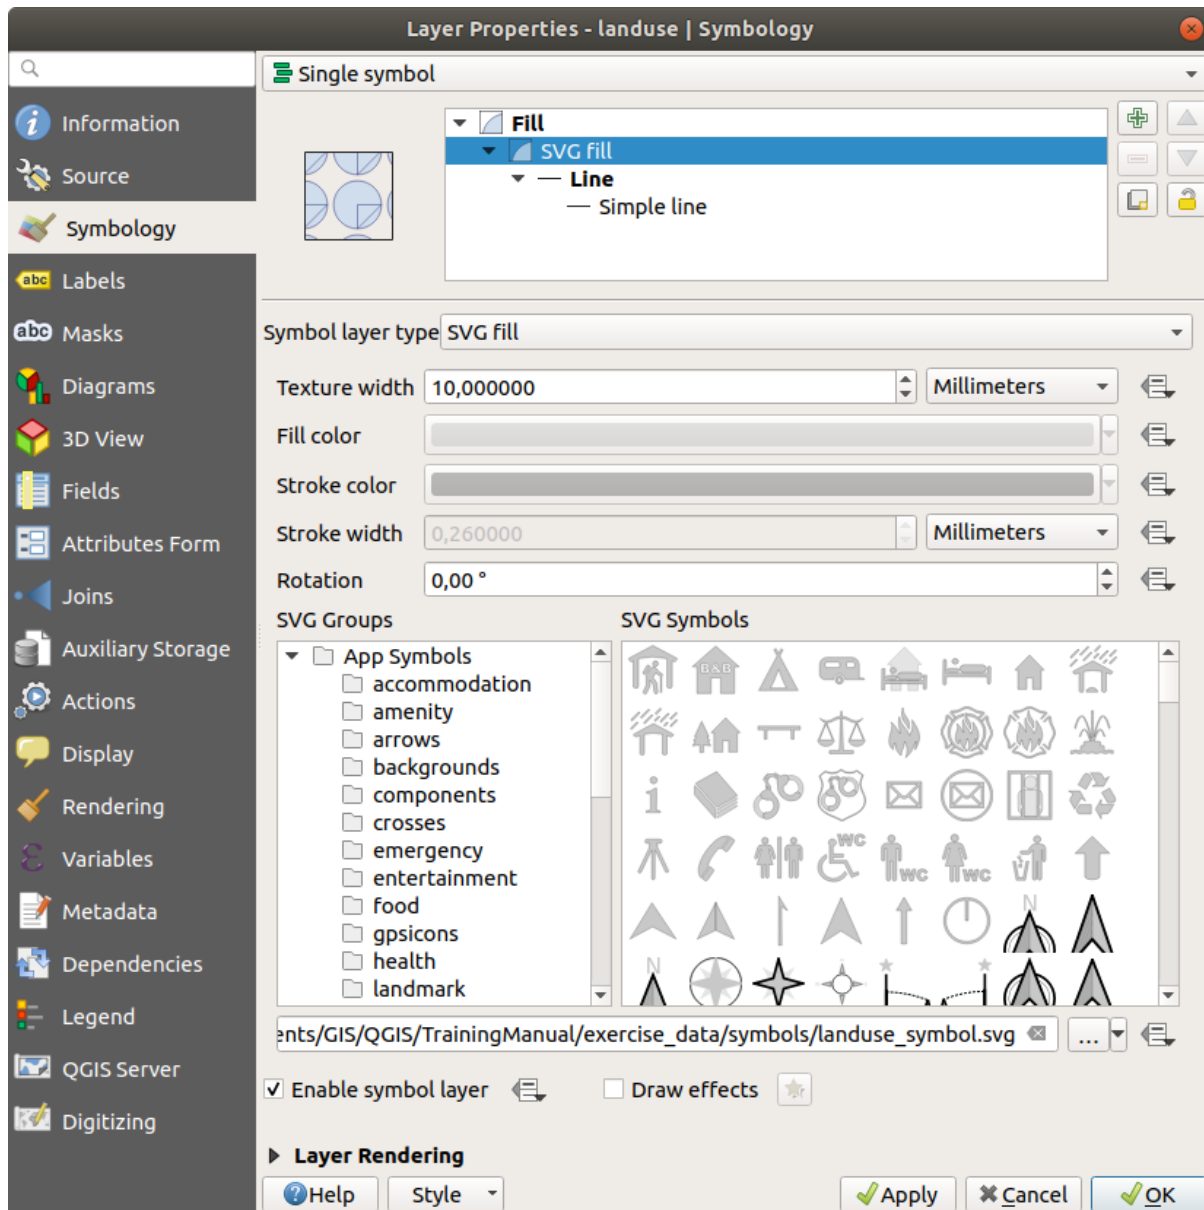 Layer Properties - landuse | Symbology
Single symbol
Information
Source
Symbology
Labels
Masks
Diagrams
3D View
Fields
Attributes Form
Joins
Auxiliary Storage
Actions
Display
Rendering
Variables
Metadata
Dependencies
Legend
QGIS Server
Digitizing
abc
abc
Fill
SVG fill
Line
Simple line
Symbol layer type SVG fill
Texture width 10,000000 Millimeters
Fill color
Stroke color
Stroke width 0,260000 Millimeters
Rotation 0,00 °
SVG Groups
SVG Symbols
App Symbols
accommodation
amenity
arrows
backgrounds
components
crosses
emergency
entertainment
food
gpsicons
health
landmark
B&B
WC
WC
WC
N
N
ents/GIS/QGIS/TrainingManual/exercise_data/symbols/landuse_symbol.svg ...
Enable symbol layer Draw effects
Layer Rendering
Help Style Apply Cancel OK